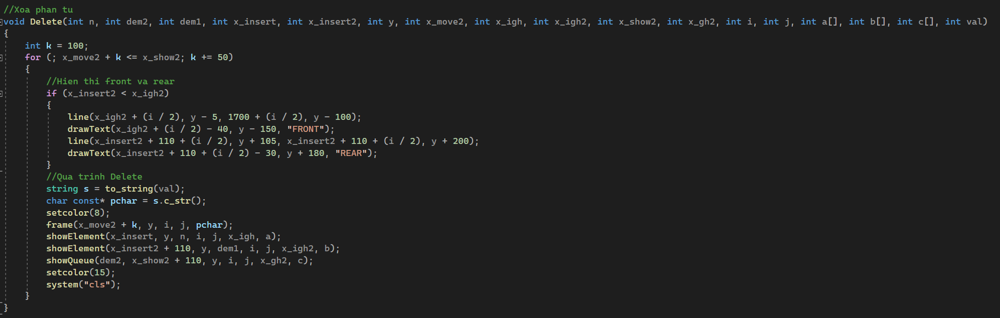 //Xoa phan tu
void Delete(int n, int dem2, int dem1, int x_insert, int x_insert2, int y, int x_move2, int x_igh, int x_igh2, int x_show2, int x_gh2, int i, int j, int a[], int b[], int c[], int val)
{
    int k = 100;
    for (; x_move2 + k <= x_show2; k += 50)
    {
        //Hien thi front va rear
        if (x_insert2 < x_igh2)
        {
            line(x_igh2 + (i / 2), y - 5, 1700 + (i / 2), y - 100);
            drawText(x_igh2 + (i / 2) - 40, y - 150, "FRONT");
            line(x_insert2 + 110 + (i / 2), y + 105, x_insert2 + 110 + (i / 2), y + 200);
            drawText(x_insert2 + 110 + (i / 2) - 30, y + 180, "REAR");
        }
        //Qua trinh Delete
        string s = to_string(val);
        char const* pchar = s.c_str();
        setcolor(8);
        frame(x_move2 + k, y, i, j, pchar);
        showElement(x_insert, y, n, i, j, x_igh, a);
        showElement(x_insert2 + 110, y, dem1, i, j, x_igh2, b);
        showQueue(dem2, x_show2 + 110, y, i, j, x_gh2, c);
        setcolor(15);
        system("cls");
    }
}